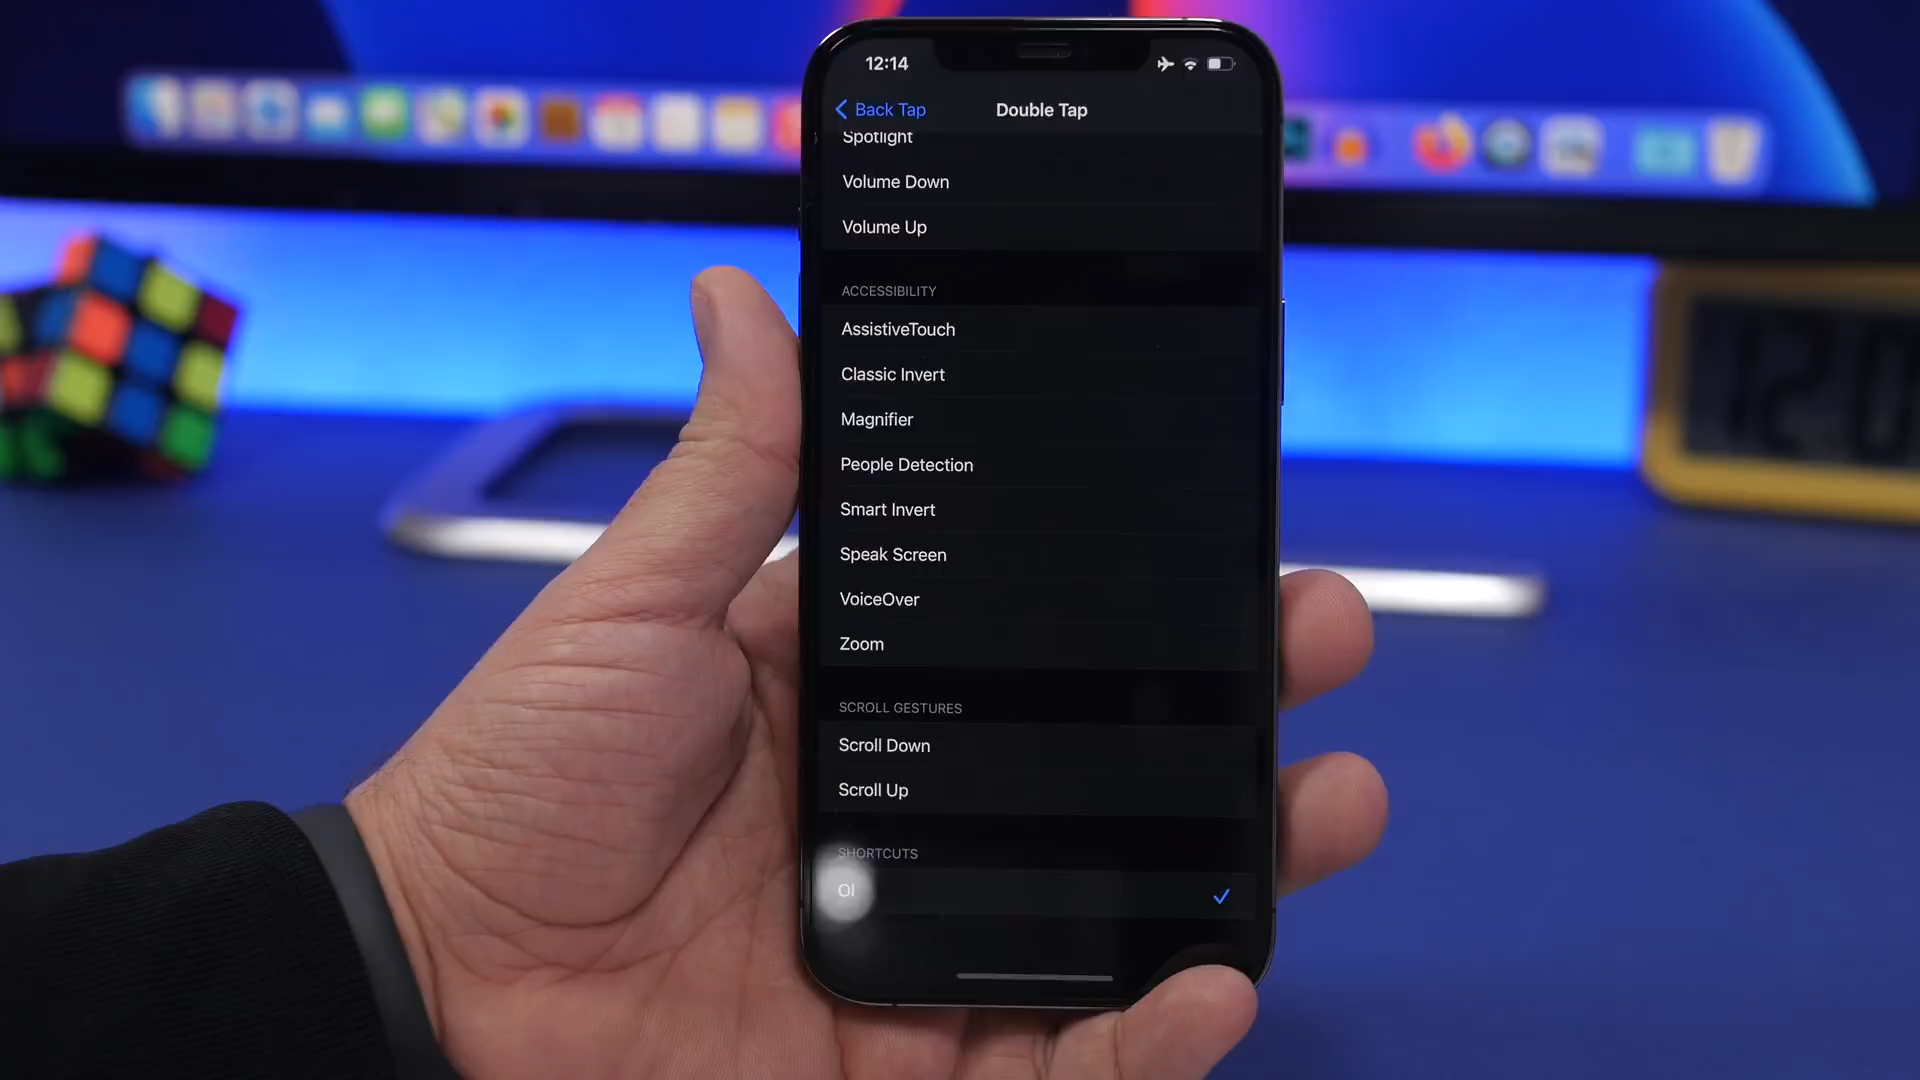 12:14
Back Tap
Double Tap
Spotlight
Volume Down
Volume Up
ACCESSIBILITY
AssistiveTouch
Classic Invert
Magnifier
People Detection
Smart Invert
Speak Screen
VoiceOver
Zoom
SCROLL GESTURES
Scroll Down
Scroll Up
SHORTCUTS